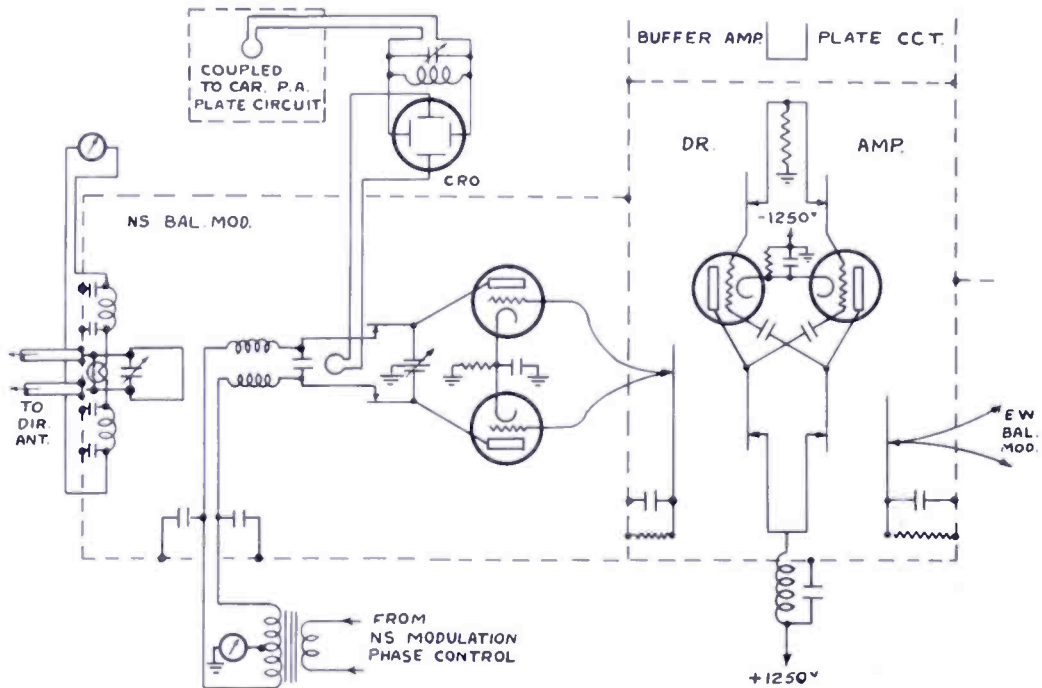 BUFFER AMP.
PLATE CCT.
COUPLED
TO CAR. P.A.
PLATE CIRCUIT
DR.
AMP.
CRO
NS BAL. MOD.
-1250ᵛ
TO
DIR.
ANT.
EW
BAL.
MOD.
FROM
NS MODULATION
PHASE CONTROL
+1250ᵛ